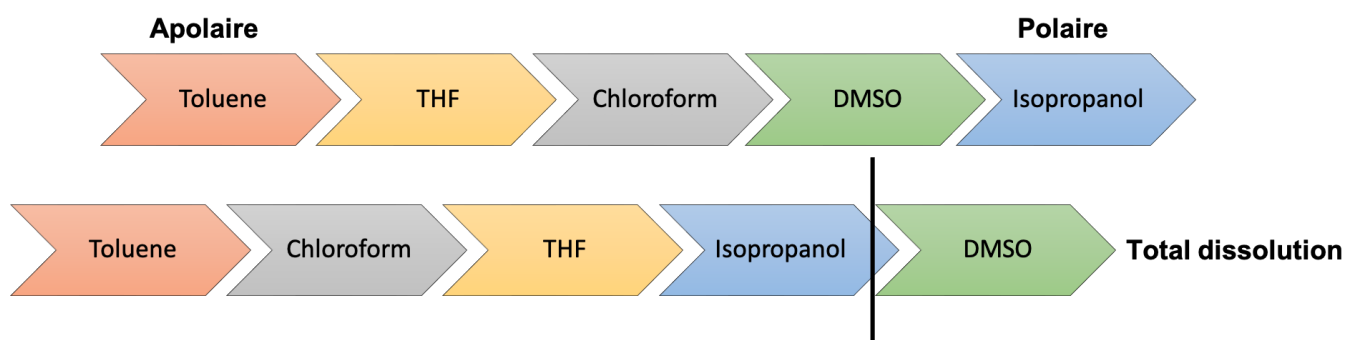 Apolaire Polaire
Toluene THF Chloroform DMSO Isopropanol
Toluene Chloroform THF Isopropanol DMSO Total dissolution